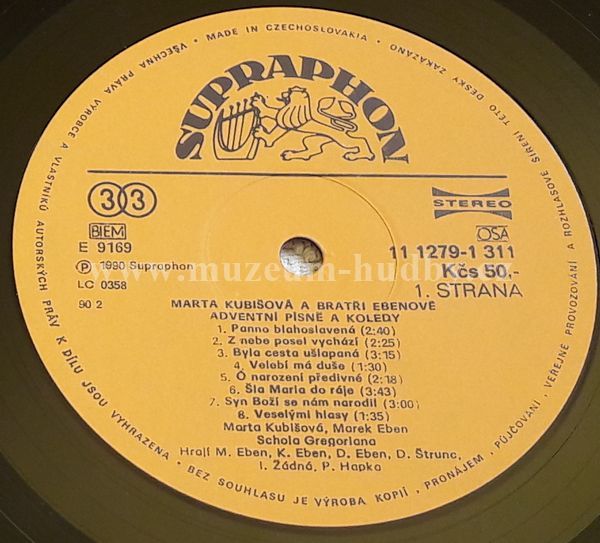 VŠECHNA PRÁVA VÝROBCE A VLASTNÍKŮ AUTORSKÝCH PRÁV K DÍLU JSOU VYHRAZENA • BEZ SOUHLASU JE VÝROBA KOPIÍ, PRONÁJEM, PŮJČOVÁNÍ, VEŘEJNÉ PROVOZOVÁNÍ A ROZHLASOVÉ ŠÍŘENÍ TÉTO DESKY ZAKÁZÁNO • MADE IN CZECHOSLOVAKIA •
SUPRAPHON
33
STEREO
BIEM
OSA
E 9169
11 1279-1 311
Ⓟ 1990 Supraphon
Kčs 50,-
LC 0358
1. STRANA
90 2
www.muzeum-hudby
MARTA KUBIŠOVÁ A BRATŘI EBENOVÉ
ADVENTNÍ PÍSNĚ A KOLEDY
1. Panno blahoslavená (2:40)
2. Z nebe posel vychází (2:25)
3. Byla cesta ušlapaná (3:15)
4. Velebí má duše (1:30)
5. Ó narození předivné (2:18)
6. Šla Maria do ráje (3:43)
7. Syn Boží se nám narodil (3:00)
8. Veselými hlasy (1:35)
Marta Kubišová, Marek Eben
Schola Gregoriana
Hrají M. Eben, K. Eben, D. Eben, D. Štrunc,
I. Žádná, P. Hapka